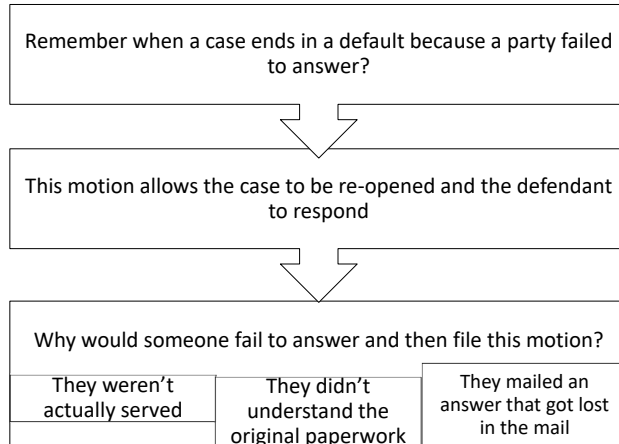 Remember when a case ends in a default because a party failed
to answer?
This motion allows the case to be re-opened and the defendant
to respond
Why would someone fail to answer and then file this motion?
They weren't
actually served
They didn't
understand the
original paperwork
They mailed an
answer that got lost
in the mail